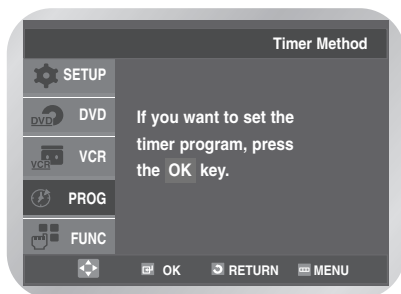 Timer Method
SETUP
DVD DVD
VCR VCR
PROG
FUNC
If you want to set the
timer program, press
the OK key.
OK RETURN MENU